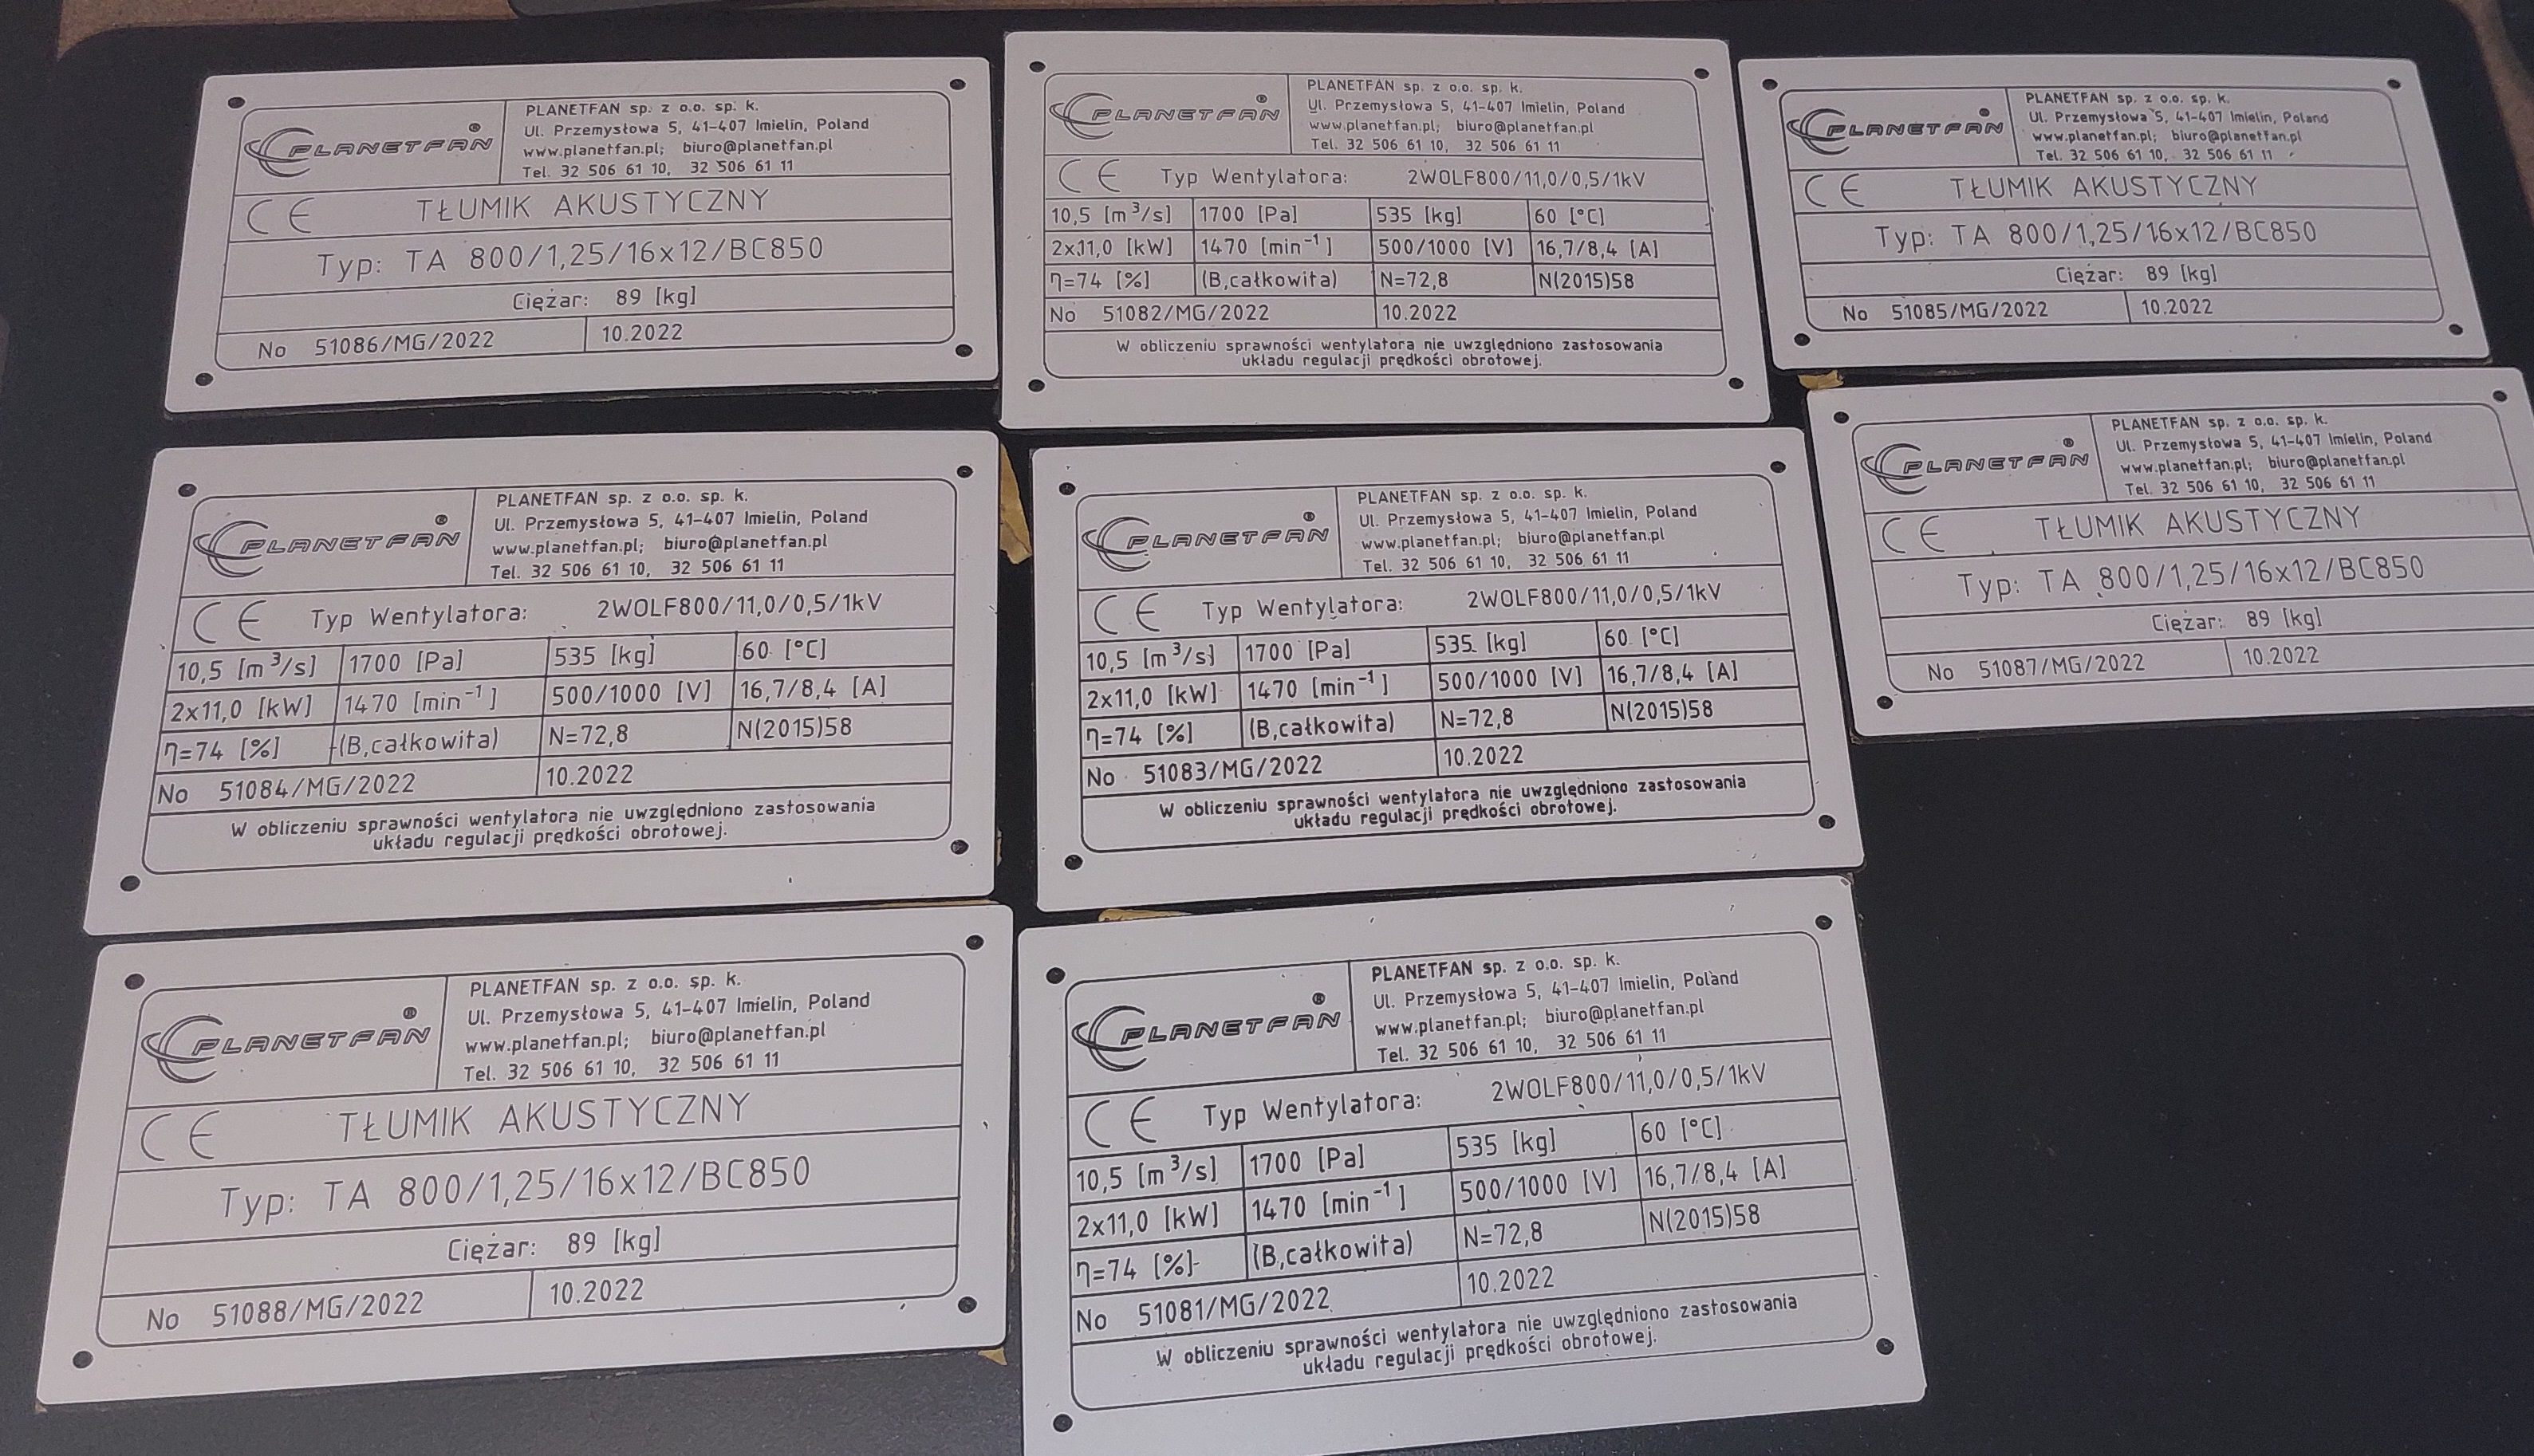 PLANETFAN ®
PLANETFAN sp. z o.o. sp. k.
Ul. Przemysłowa 5, 41-407 Imielin, Poland
www.planetfan.pl; biuro@planetfan.pl
Tel. 32 506 61 10, 32 506 61 11
CE TŁUMIK AKUSTYCZNY
Typ: TA 800/1,25/16x12/BC850
Ciężar: 89 [kg]
No 51086/MG/2022 10.2022
PLANETFAN ®
PLANETFAN sp. z o.o. sp. k.
Ul. Przemysłowa 5, 41-407 Imielin, Poland
www.planetfan.pl; biuro@planetfan.pl
Tel. 32 506 61 10, 32 506 61 11
CE Typ Wentylatora: 2WOLF800/11,0/0,5/1kV
10,5 [m³/s] 1700 [Pa] 535 [kg] 60 [°C]
2x11,0 [kW] 1470 [min⁻¹] 500/1000 [V] 16,7/8,4 [A]
η=74 [%] (B,całkowita) N=72,8 N(2015)58
No 51082/MG/2022 10.2022
W obliczeniu sprawności wentylatora nie uwzględniono zastosowania
układu regulacji prędkości obrotowej.
PLANETFAN ®
PLANETFAN sp. z o.o. sp. k.
Ul. Przemysłowa 5, 41-407 Imielin, Poland
www.planetfan.pl; biuro@planetfan.pl
Tel. 32 506 61 10, 32 506 61 11
CE TŁUMIK AKUSTYCZNY
Typ: TA 800/1,25/16x12/BC850
Ciężar: 89 [kg]
No 51085/MG/2022 10.2022
PLANETFAN ®
PLANETFAN sp. z o.o. sp. k.
Ul. Przemysłowa 5, 41-407 Imielin, Poland
www.planetfan.pl; biuro@planetfan.pl
Tel. 32 506 61 10, 32 506 61 11
CE Typ Wentylatora: 2WOLF800/11,0/0,5/1kV
10,5 [m³/s] 1700 [Pa] 535 [kg] 60 [°C]
2x11,0 [kW] 1470 [min⁻¹] 500/1000 [V] 16,7/8,4 [A]
η=74 [%] (B,całkowita) N=72,8 N(2015)58
No 51084/MG/2022 10.2022
W obliczeniu sprawności wentylatora nie uwzględniono zastosowania
układu regulacji prędkości obrotowej.
PLANETFAN ®
PLANETFAN sp. z o.o. sp. k.
Ul. Przemysłowa 5, 41-407 Imielin, Poland
www.planetfan.pl; biuro@planetfan.pl
Tel. 32 506 61 10, 32 506 61 11
CE Typ Wentylatora: 2WOLF800/11,0/0,5/1kV
10,5 [m³/s] 1700 [Pa] 535 [kg] 60 [°C]
2x11,0 [kW] 1470 [min⁻¹] 500/1000 [V] 16,7/8,4 [A]
η=74 [%] (B,całkowita) N=72,8 N(2015)58
No 51083/MG/2022 10.2022
W obliczeniu sprawności wentylatora nie uwzględniono zastosowania
układu regulacji prędkości obrotowej.
PLANETFAN ®
PLANETFAN sp. z o.o. sp. k.
Ul. Przemysłowa 5, 41-407 Imielin, Poland
www.planetfan.pl; biuro@planetfan.pl
Tel. 32 506 61 10, 32 506 61 11
CE TŁUMIK AKUSTYCZNY
Typ: TA 800/1,25/16x12/BC850
Ciężar: 89 [kg]
No 51087/MG/2022 10.2022
PLANETFAN ®
PLANETFAN sp. z o.o. sp. k.
Ul. Przemysłowa 5, 41-407 Imielin, Poland
www.planetfan.pl; biuro@planetfan.pl
Tel. 32 506 61 10, 32 506 61 11
CE TŁUMIK AKUSTYCZNY
Typ: TA 800/1,25/16x12/BC850
Ciężar: 89 [kg]
No 51088/MG/2022 10.2022
PLANETFAN ®
PLANETFAN sp. z o.o. sp. k.
Ul. Przemysłowa 5, 41-407 Imielin, Poland
www.planetfan.pl; biuro@planetfan.pl
Tel. 32 506 61 10, 32 506 61 11
CE Typ Wentylatora: 2WOLF800/11,0/0,5/1kV
10,5 [m³/s] 1700 [Pa] 535 [kg] 60 [°C]
2x11,0 [kW] 1470 [min⁻¹] 500/1000 [V] 16,7/8,4 [A]
η=74 [%] (B,całkowita) N=72,8 N(2015)58
No 51081/MG/2022 10.2022
W obliczeniu sprawności wentylatora nie uwzględniono zastosowania
układu regulacji prędkości obrotowej.